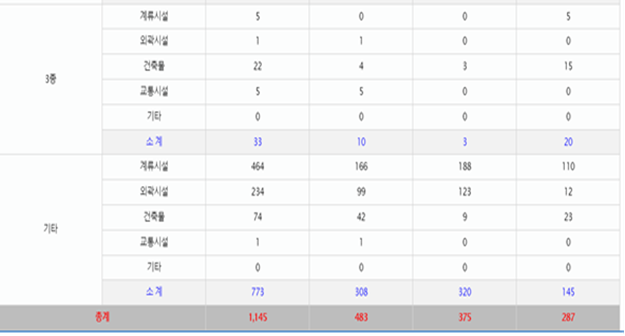 계류시설 5 0 0 5
외곽시설 1 1 0 0
3종 건축물 22 4 3 15
교통시설 5 5 0 0
기타 0 0 0 0
소 계 33 10 3 20
계류시설 464 166 188 110
외곽시설 234 99 123 12
기타 건축물 74 42 9 23
교통시설 1 1 0 0
기타 0 0 0 0
소 계 773 308 320 145
총계 1,145 483 375 287